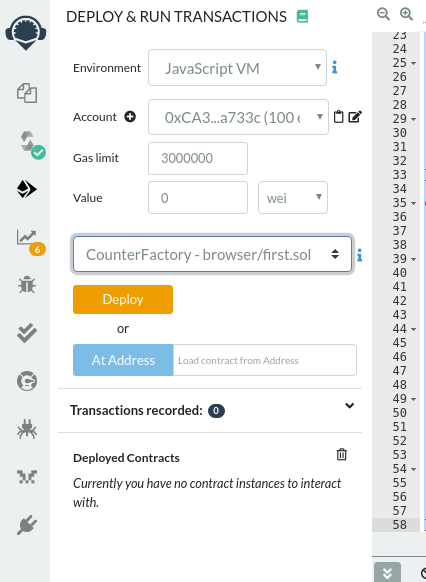 DEPLOY & RUN TRANSACTIONS
Environment
JavaScript VM
Account
0xCA3...a733c (100 e
Gas limit
3000000
Value
0
wei
CounterFactory - browser/first.sol
Deploy
or
At Address
Load contract from Address
Transactions recorded:
0
Deployed Contracts
Currently you have no contract instances to interact
with.
6
23
24
25
26
27
28
29
30
31
32
33
34
35
36
37
38
39
40
41
42
43
44
45
46
47
48
49
50
51
52
53
54
55
56
57
58